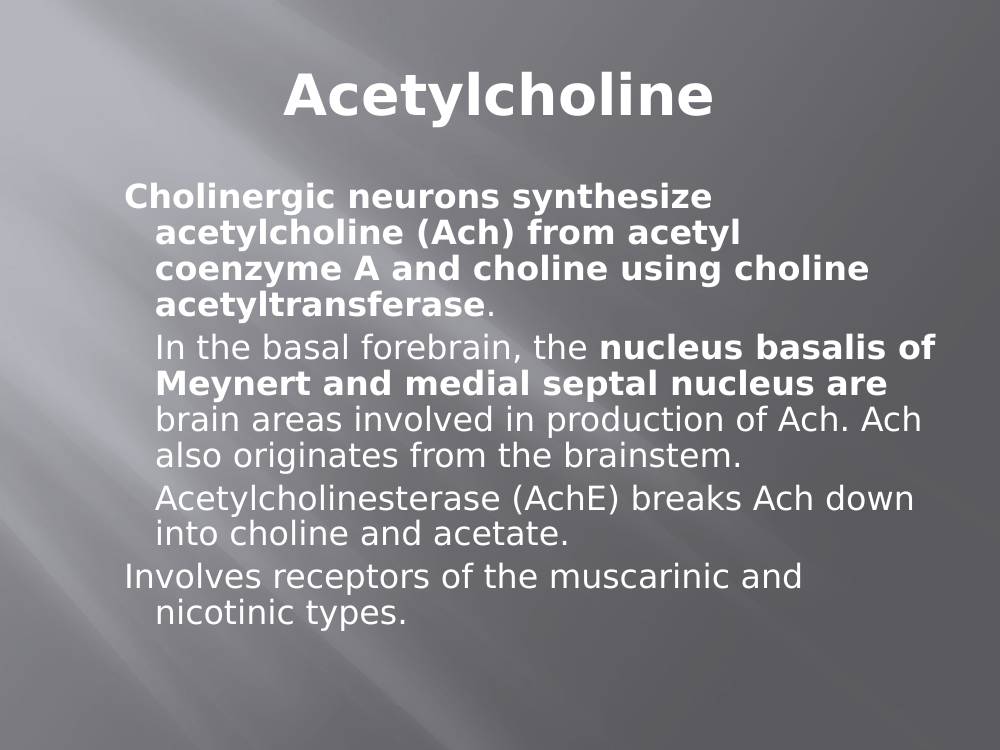 Acetylcholine
Cholinergic neurons synthesize
acetylcholine (Ach) from acetyl
coenzyme A and choline using choline
acetyltransferase.
In the basal forebrain, the nucleus basalis of
Meynert and medial septal nucleus are
brain areas involved in production of Ach. Ach
also originates from the brainstem.
Acetylcholinesterase (AchE) breaks Ach down
into choline and acetate.
Involves receptors of the muscarinic and
nicotinic types.